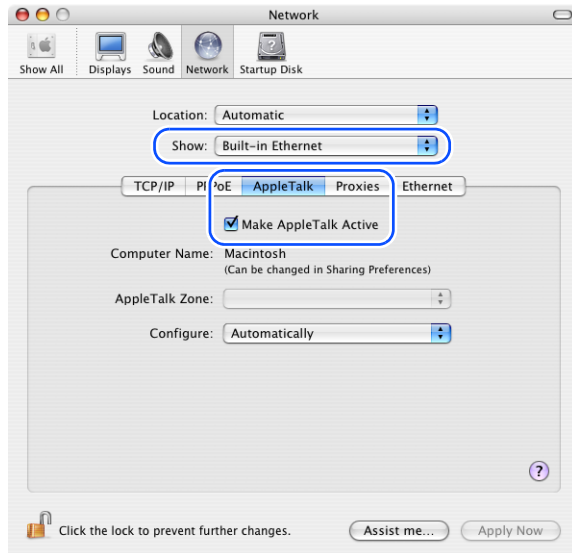 Network
Show All Displays Sound Network Startup Disk
Location: Automatic
Show: Built-in Ethernet
TCP/IP PPPoE AppleTalk Proxies Ethernet
Make AppleTalk Active
Computer Name: Macintosh
(Can be changed in Sharing Preferences)
AppleTalk Zone:
Configure: Automatically
?
Click the lock to prevent further changes. Assist me... Apply Now